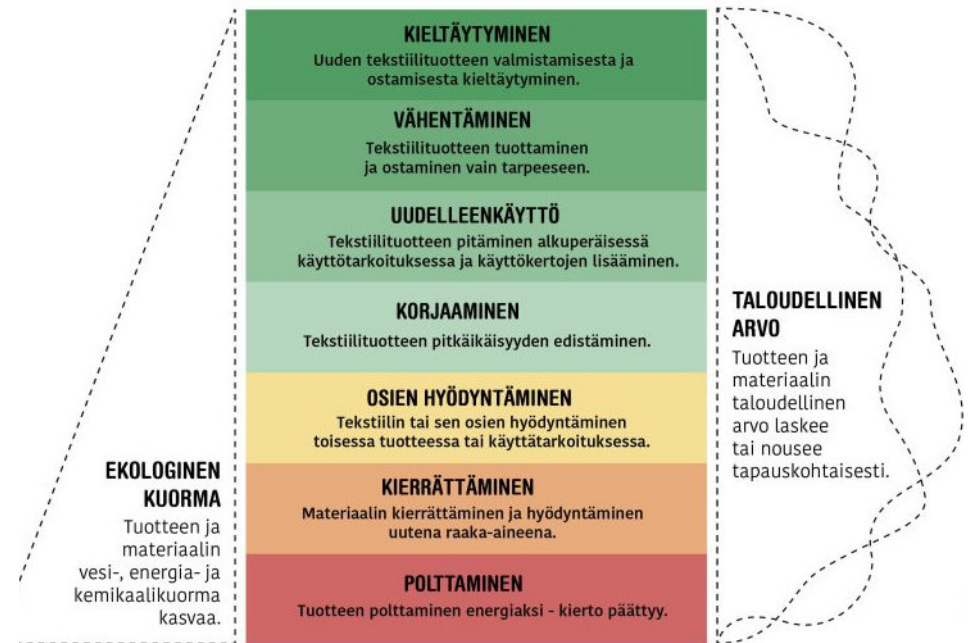 KIELTÄYTYMINEN
Uuden tekstiilituotteen valmistamisesta ja
ostamisesta kieltäytyminen.
VÄHENTÄMINEN
Tekstiilituotteen tuottaminen
ja ostaminen vain tarpeeseen.
UUDELLEENKÄYTTÖ
Tekstiilituotteen pitäminen alkuperäisessä
käyttötarkoituksessa ja käyttökertojen lisääminen.
KORJAAMINEN
Tekstiilituotteen pitkäikäisyyden edistäminen.
OSIEN HYÖDYNTÄMINEN
Tekstiilin tai sen osien hyödyntäminen
toisessa tuotteessa tai käyttätarkoituksessa.
KIERRÄTTÄMINEN
Materiaalin kierrättäminen ja hyödyntäminen
uutena raaka-aineena.
POLTTAMINEN
Tuotteen polttaminen energiaksi - kierto päättyy.
EKOLOGINEN
KUORMA
Tuotteen ja
materiaalin
vesi-, energia- ja
kemikaalikuorma
kasvaa.
TALOUDELLINEN
ARVO
Tuotteen ja
materiaalin
taloudellinen
arvo laskee
tai nousee
tapauskohtaisesti.